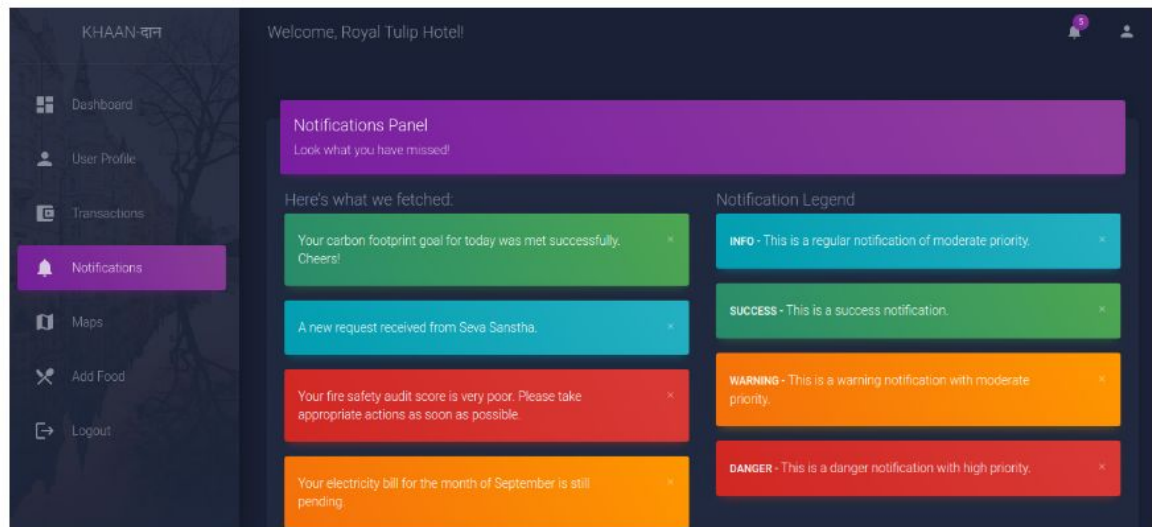 KHAAN-दान
Dashboard
User Profile
Transactions
Notifications
Maps
Add Food
Logout
Welcome, Royal Tulip Hotel!
5
Notifications Panel
Look what you have missed!
Here's what we fetched:
Your carbon footprint goal for today was met successfully.
Cheers!
×
A new request received from Seva Sanstha.
×
Your fire safety audit score is very poor. Please take
appropriate actions as soon as possible.
×
Your electricity bill for the month of September is still
pending.
×
Notification Legend
INFO - This is a regular notification of moderate priority.
×
SUCCESS - This is a success notification.
×
WARNING - This is a warning notification with moderate
priority.
×
DANGER - This is a danger notification with high priority.
×